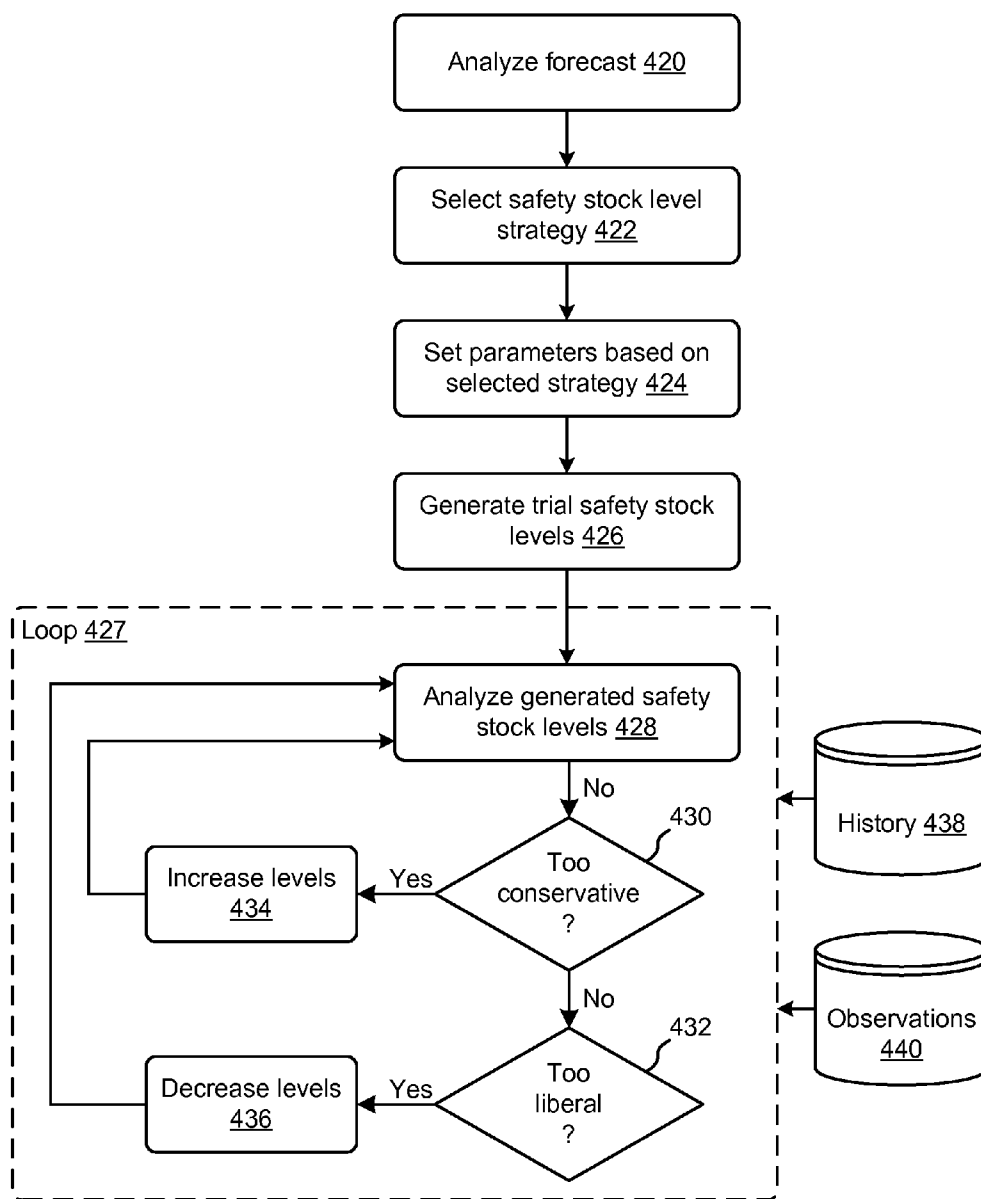 Analyze forecast 420
Select safety stock level
strategy 422
Set parameters based on
selected strategy 424
Generate trial safety stock
levels 426
Loop 427
Analyze generated safety
stock levels 428
No
430
Too
conservative
?
Yes
Increase levels
434
History 438
No
432
Too
liberal
?
Yes
Decrease levels
436
Observations
440